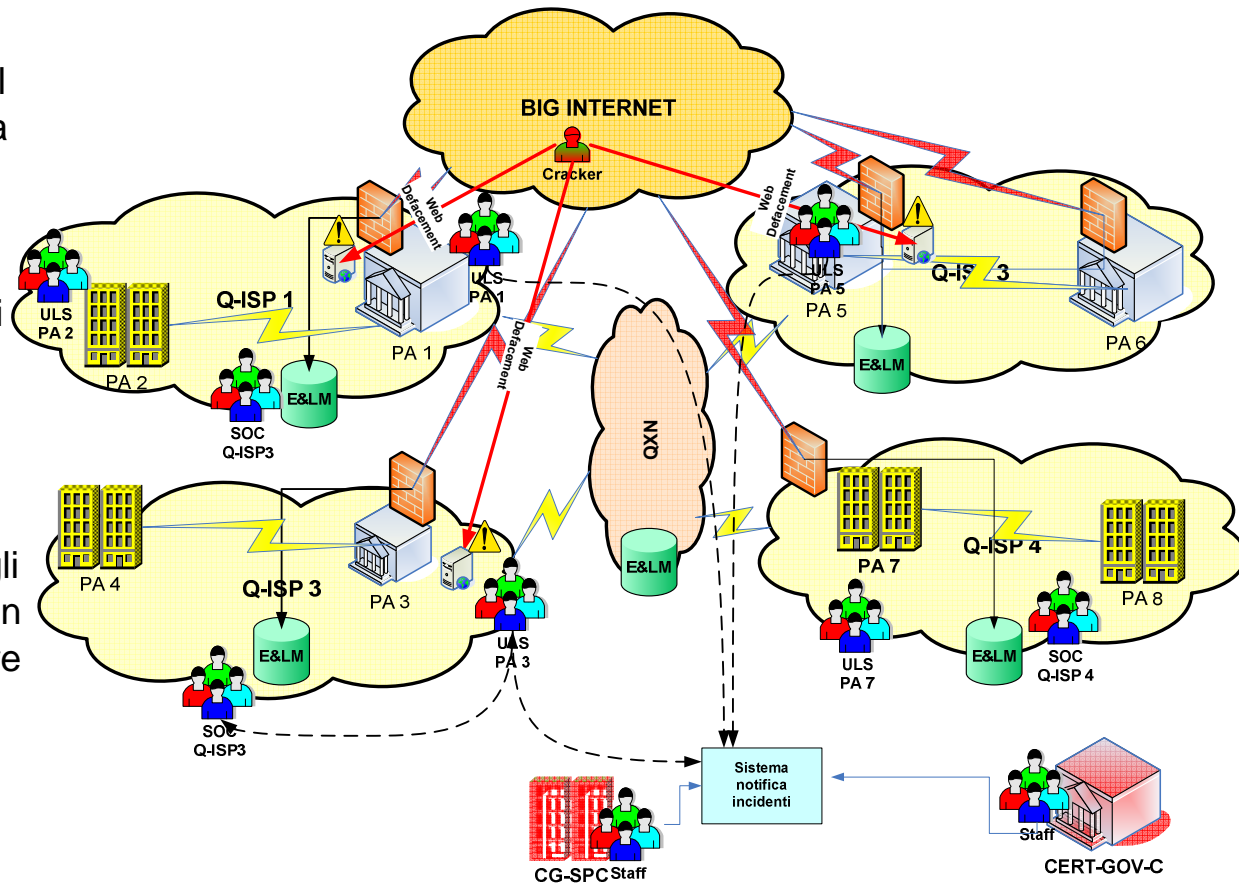 l
a
i
gli
n
ve
BIG INTERNET
Cracker
Web
Defacement
Web
Defacement
Web
Defacement
ULS
PA 2
PA 2
Q-ISP 1
SOC
Q-ISP3
E&LM
PA 1
ULS
PA 1
ULS
PA 5
PA 5
Q-ISP 3
E&LM
PA 6
QXN
E&LM
PA 4
Q-ISP 3
E&LM
PA 3
ULS
PA 3
SOC
Q-ISP3
PA 7
ULS
PA 7
Q-ISP 4
E&LM
SOC
Q-ISP 4
PA 8
Sistema
notifica
incidenti
CG-SPC
Staff
Staff
CERT-GOV-C